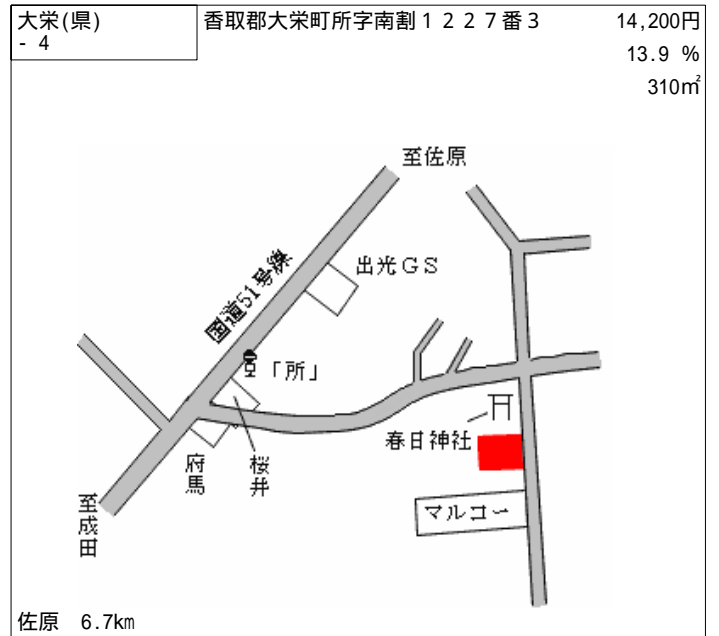 大栄(県)
- 4
香取郡大栄町所字南割１２２７番３
14,200円
13.9 %
310㎡
至佐原
出光ＧＳ
国道51号線
「所」
春日神社
府馬
桜井
マルコー
至成田
佐原 6.7km